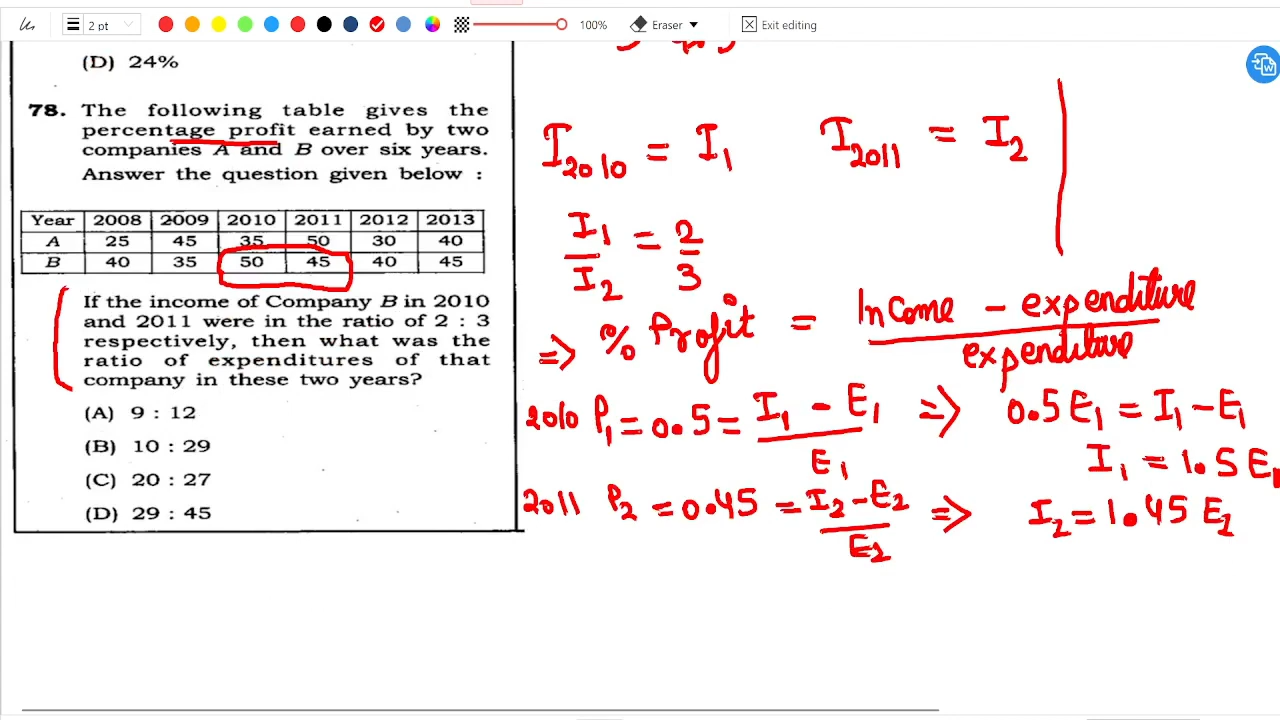 2 pt
100%
Eraser
Exit editing
(D) 24%
78. The following table gives the
percentage profit earned by two
companies A and B over six years.
Answer the question given below :
Year 2008 2009 2010 2011 2012 2013
A 25 45 35 50 30 40
B 40 35 50 45 40 45
If the income of Company B in 2010
and 2011 were in the ratio of 2 : 3
respectively, then what was the
ratio of expenditures of that
company in these two years?
(A) 9 : 12
(B) 10 : 29
(C) 20 : 27
(D) 29 : 45
I₂₀₁₀ = I₁ I₂₀₁₁ = I₂
I₁/I₂ = 2/3
⇒ % Profit = Income - expenditure / expenditure
2010 P₁ = 0.5 = I₁ - E₁ / E₁ ⇒ 0.5 E₁ = I₁ - E₁
I₁ = 1.5 E₁
2011 P₂ = 0.45 = I₂ - E₂ / E₂ ⇒ I₂ = 1.45 E₂